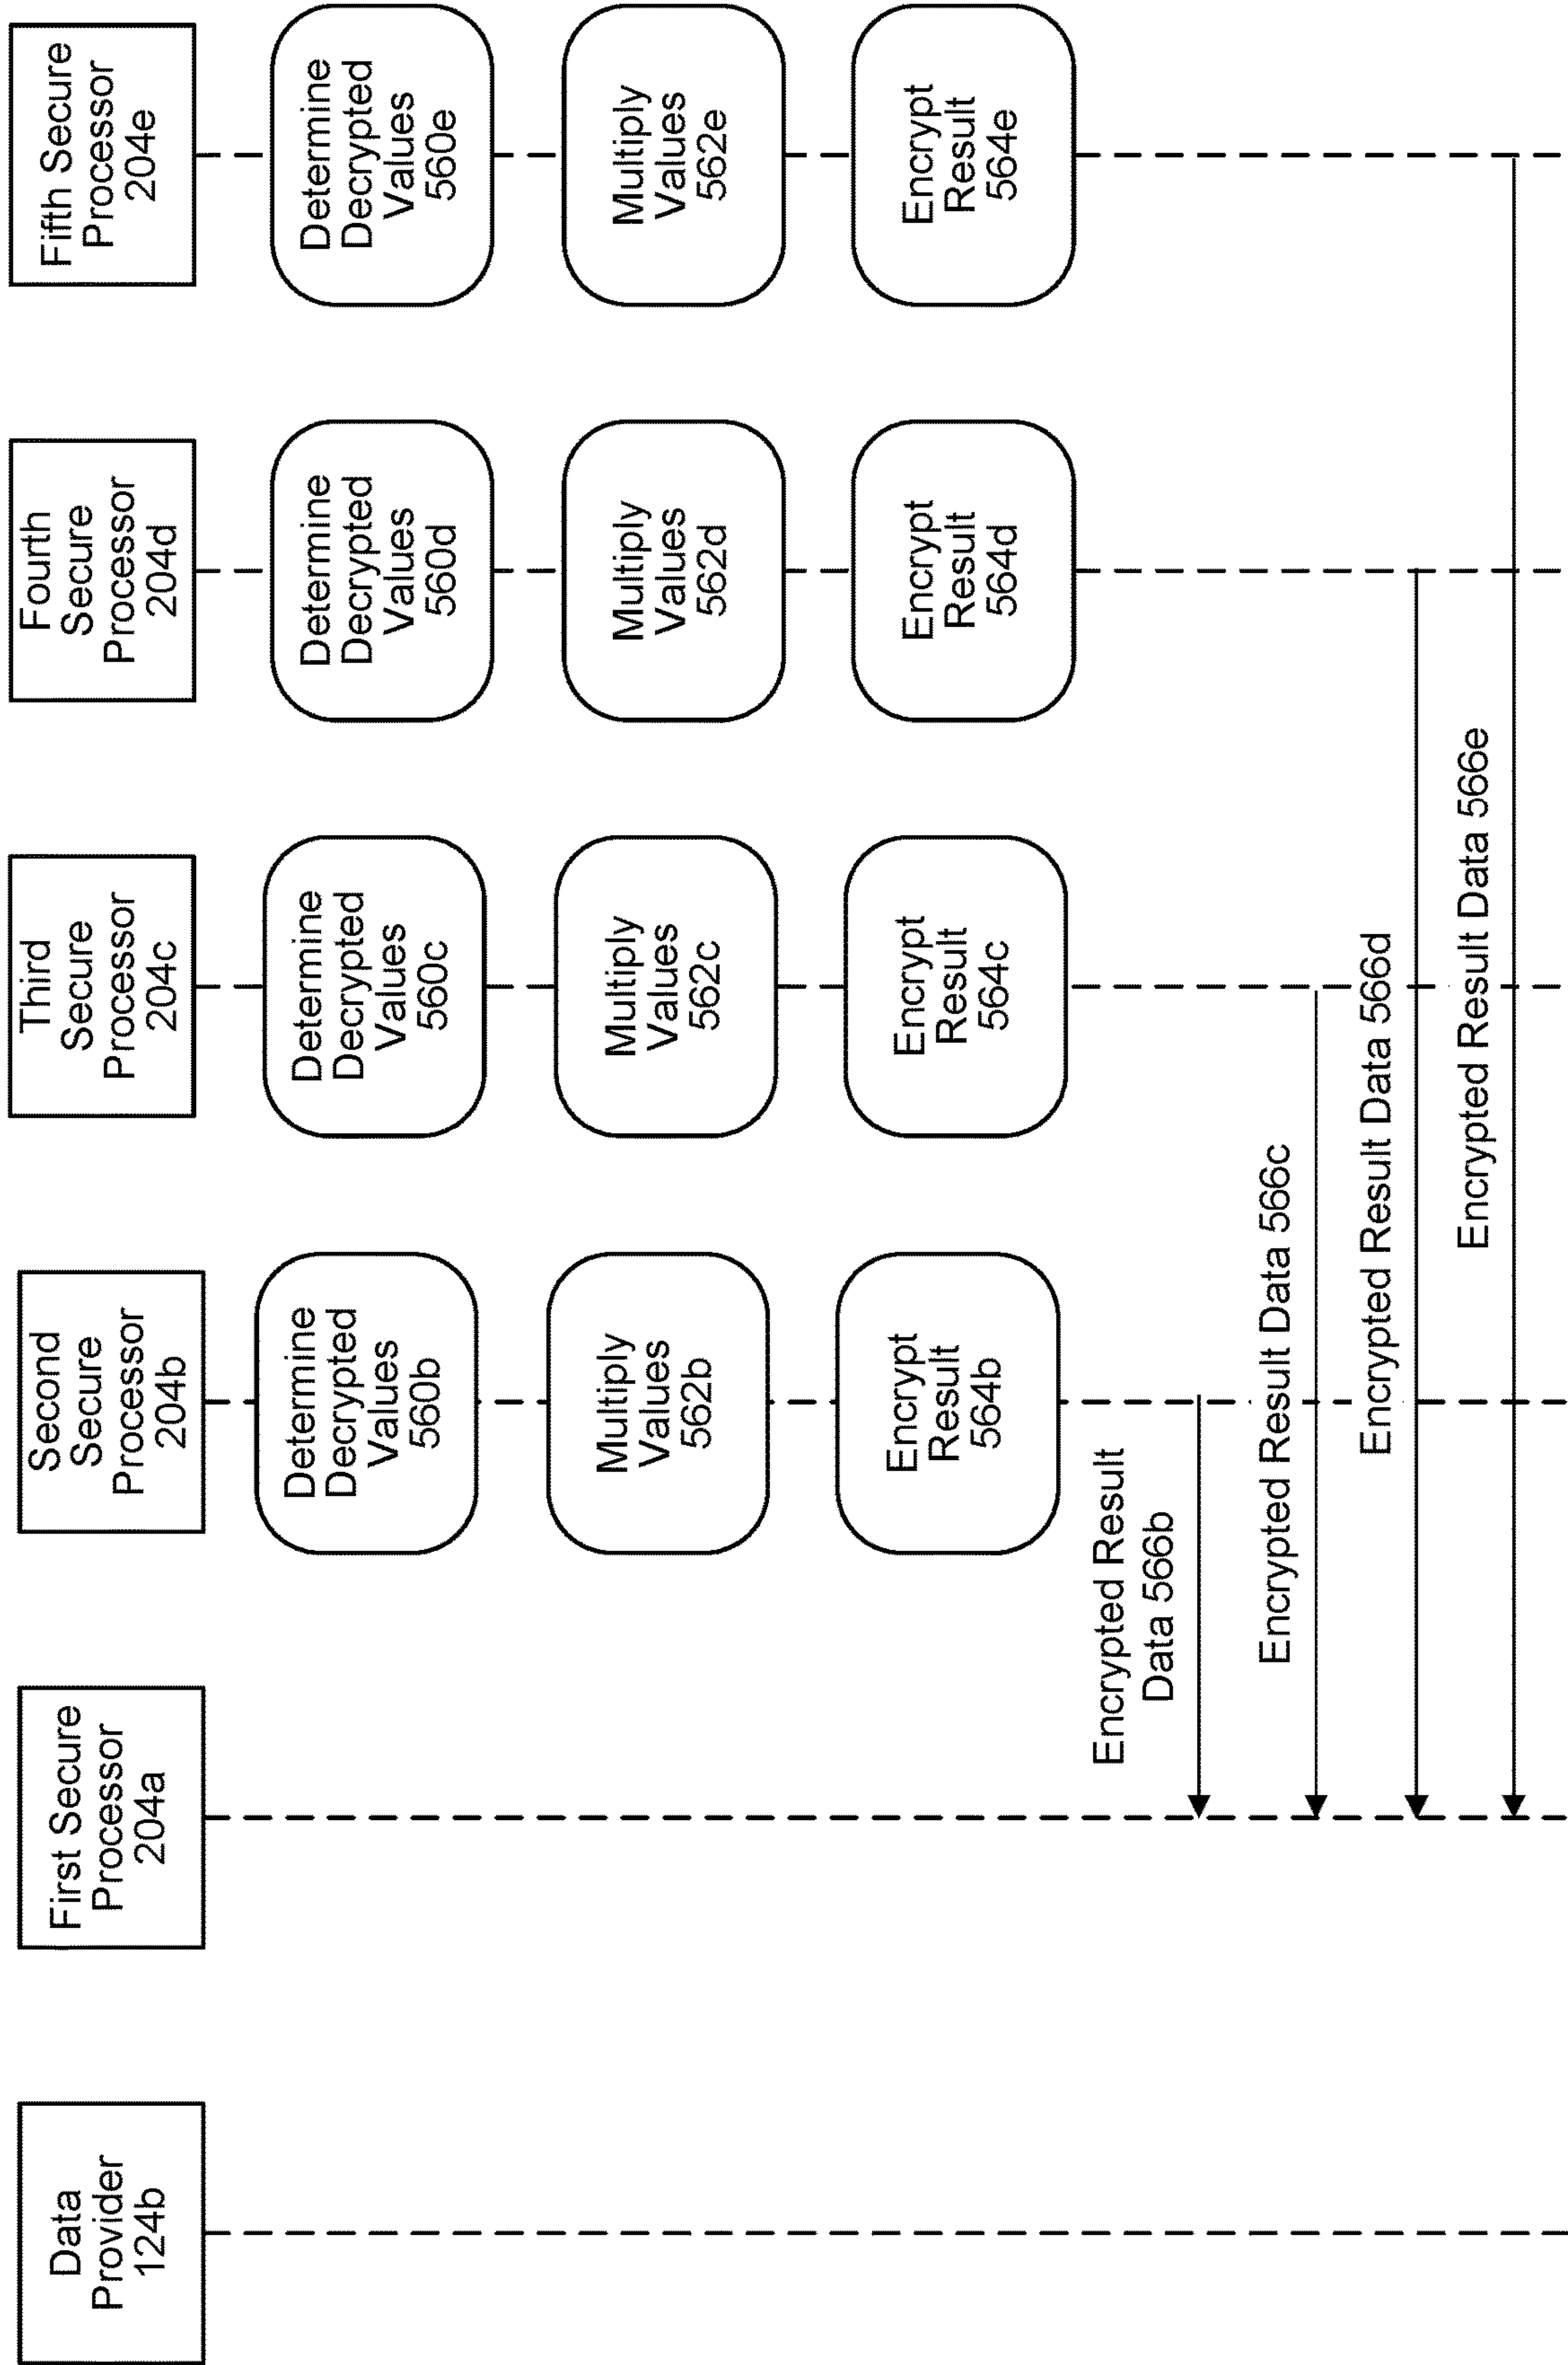 Data
Provider
124b
First Secure
Processor
204a
Second
Secure
Processor
204b
Third
Secure
Processor
204c
Fourth
Secure
Processor
204d
Fifth Secure
Processor
204e
Determine
Decrypted
Values
560b
Determine
Decrypted
Values
560c
Determine
Decrypted
Values
560d
Determine
Decrypted
Values
560e
Multiply
Values
562b
Multiply
Values
562c
Multiply
Values
562d
Multiply
Values
562e
Encrypt
Result
564b
Encrypt
Result
564c
Encrypt
Result
564d
Encrypt
Result
564e
Encrypted Result
Data 566b
Encrypted Result Data 566c
Encrypted Result Data 566d
Encrypted Result Data 566e